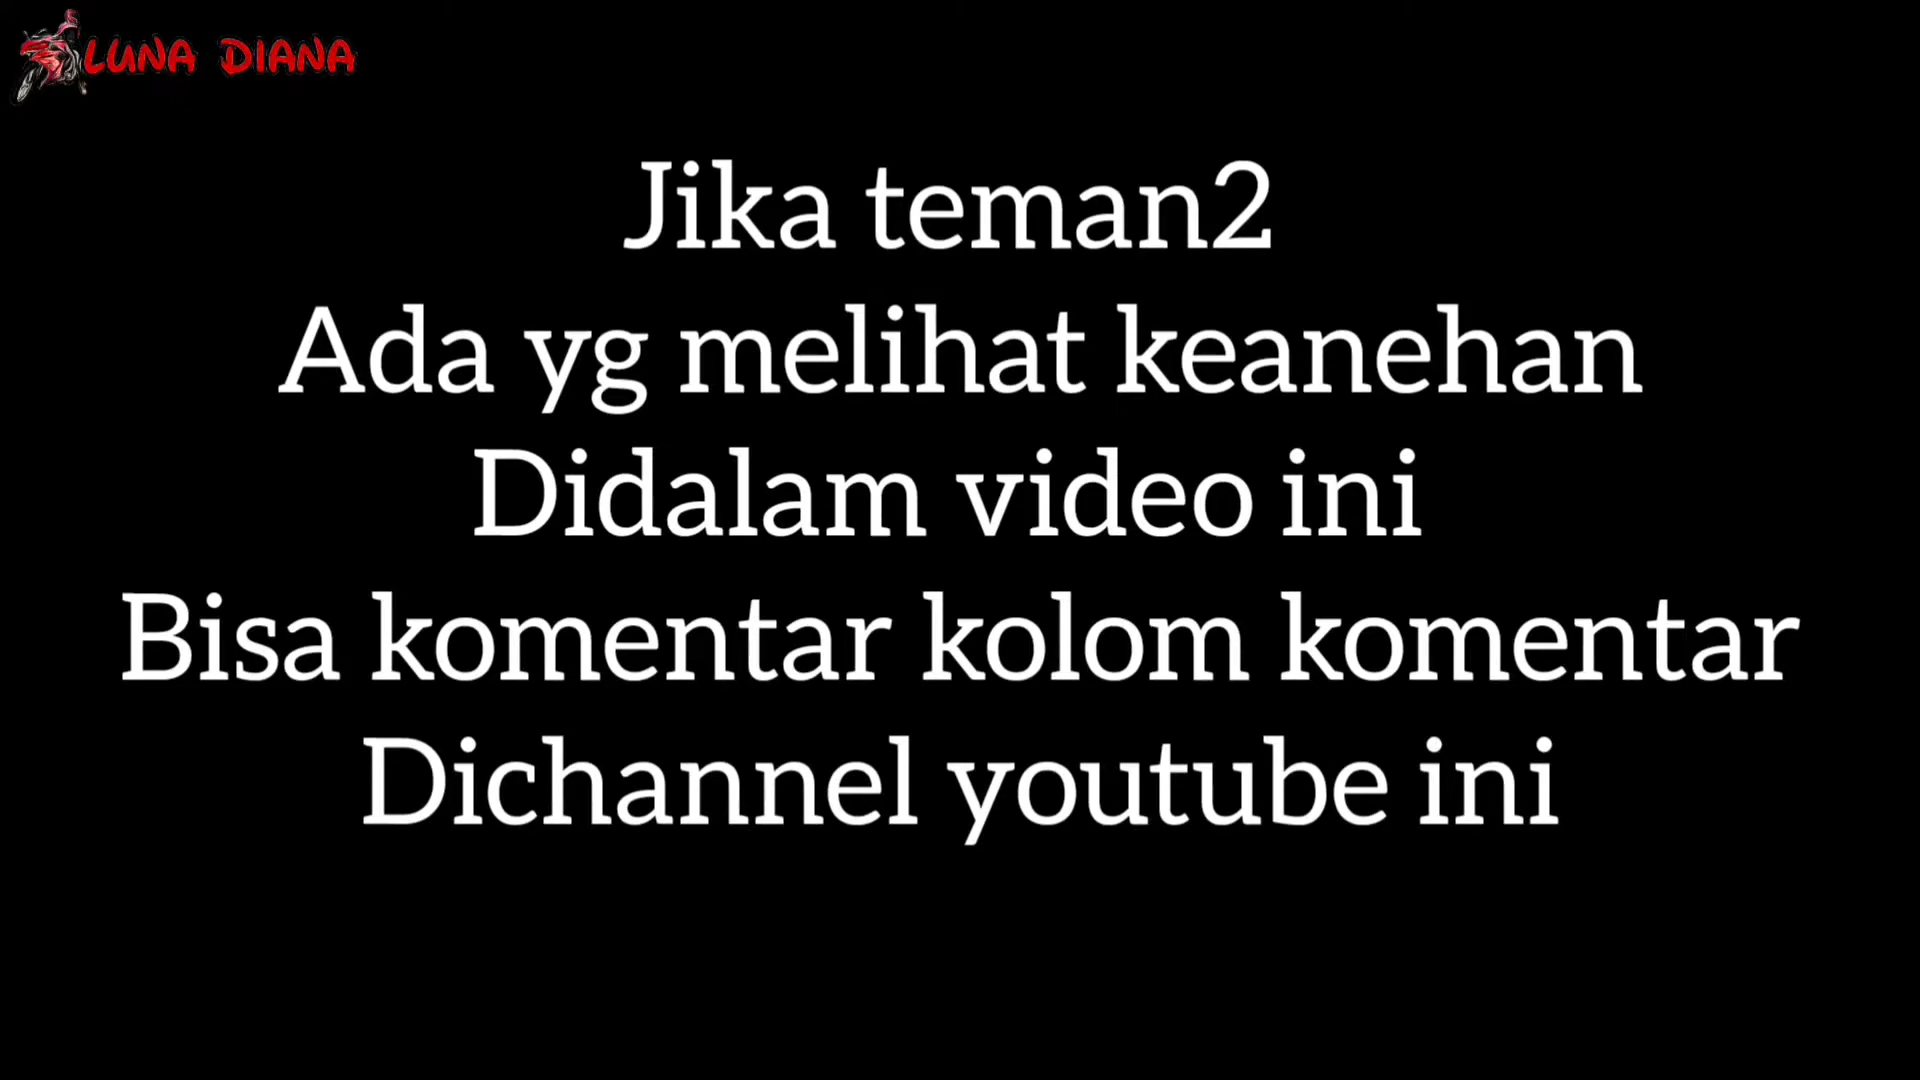 LUNA DIANA
Jika teman2
Ada yg melihat keanehan
Didalam video ini
Bisa komentar kolom komentar
Dichannel youtube ini